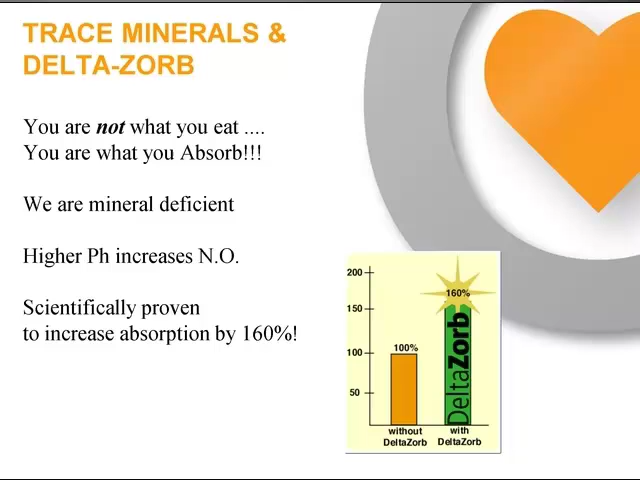 TRACE MINERALS &
DELTA-ZORB
You are not what you eat ....
You are what you Absorb!!!
We are mineral deficient
Higher Ph increases N.O.
Scientifically proven
to increase absorption by 160%!
200
150
100
50
100%
160%
DeltaZorb
without
DeltaZorb
with
DeltaZorb